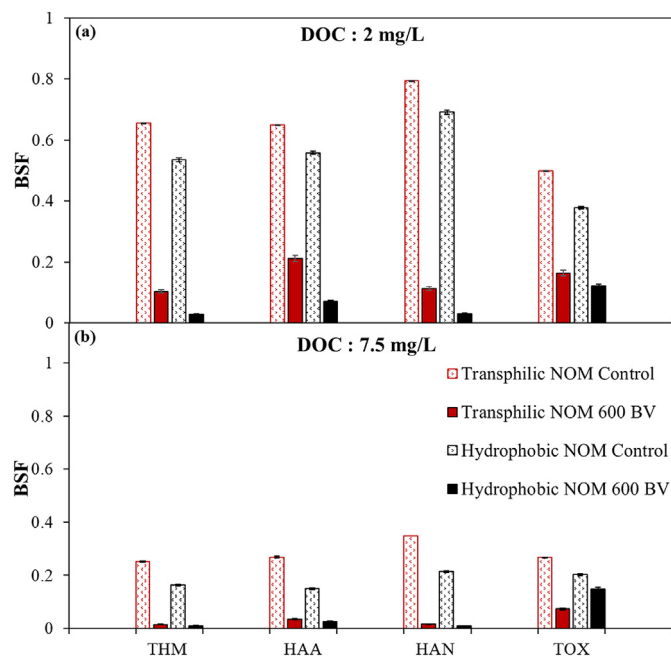 (a)
DOC : 2 mg/L
BSF
1
0.8
0.6
0.4
0.2
0
(b)
DOC : 7.5 mg/L
BSF
1
0.8
0.6
0.4
0.2
0
Transphilic NOM Control
Transphilic NOM 600 BV
Hydrophobic NOM Control
Hydrophobic NOM 600 BV
THM HAA HAN TOX